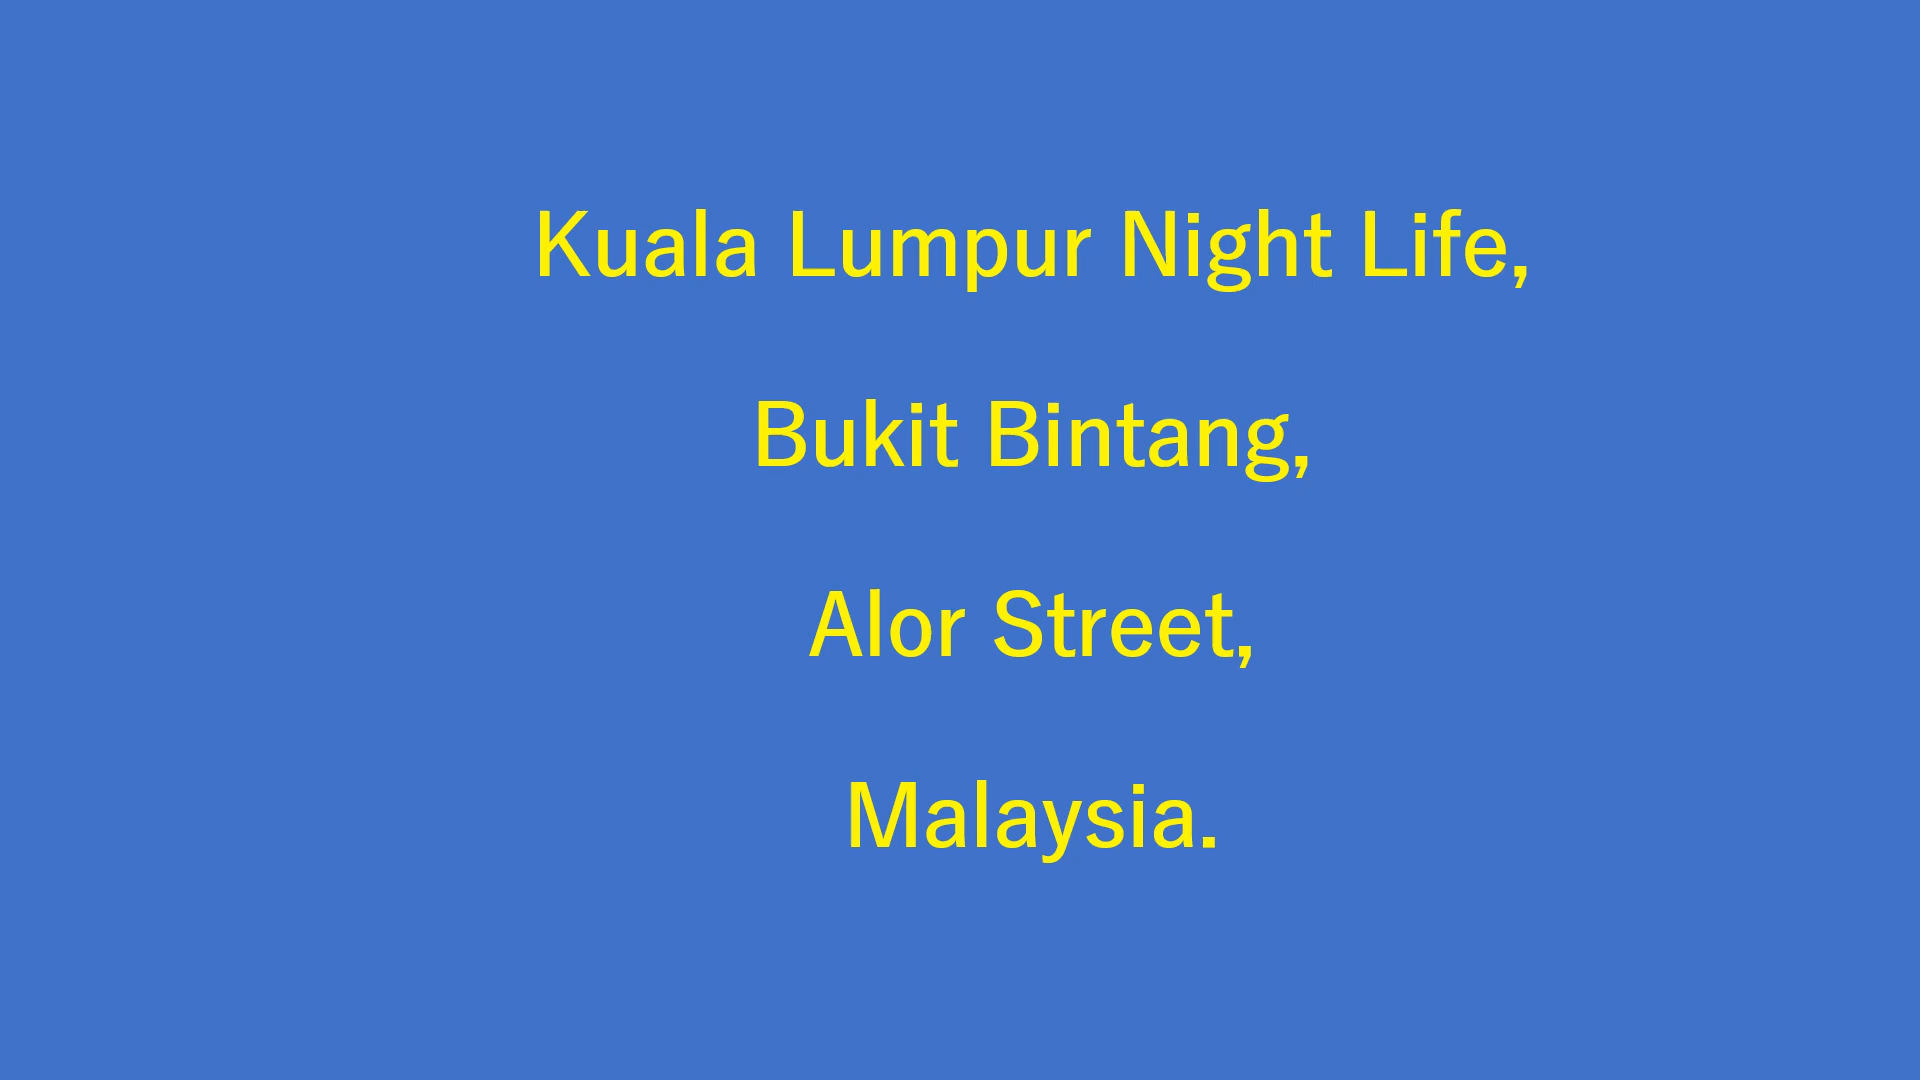 Kuala Lumpur Night Life,
Bukit Bintang,
Alor Street,
Malaysia.